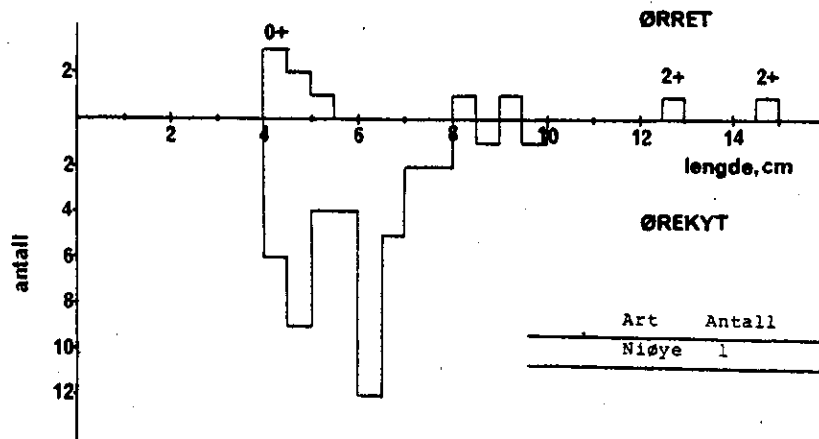 ØRRET
0+
2+ 2+
2
2 4 6 8 10 12 14
lengde, cm
2
4
6
8
10
12
antall
ØREKYT
Art Antall
Niøye 1